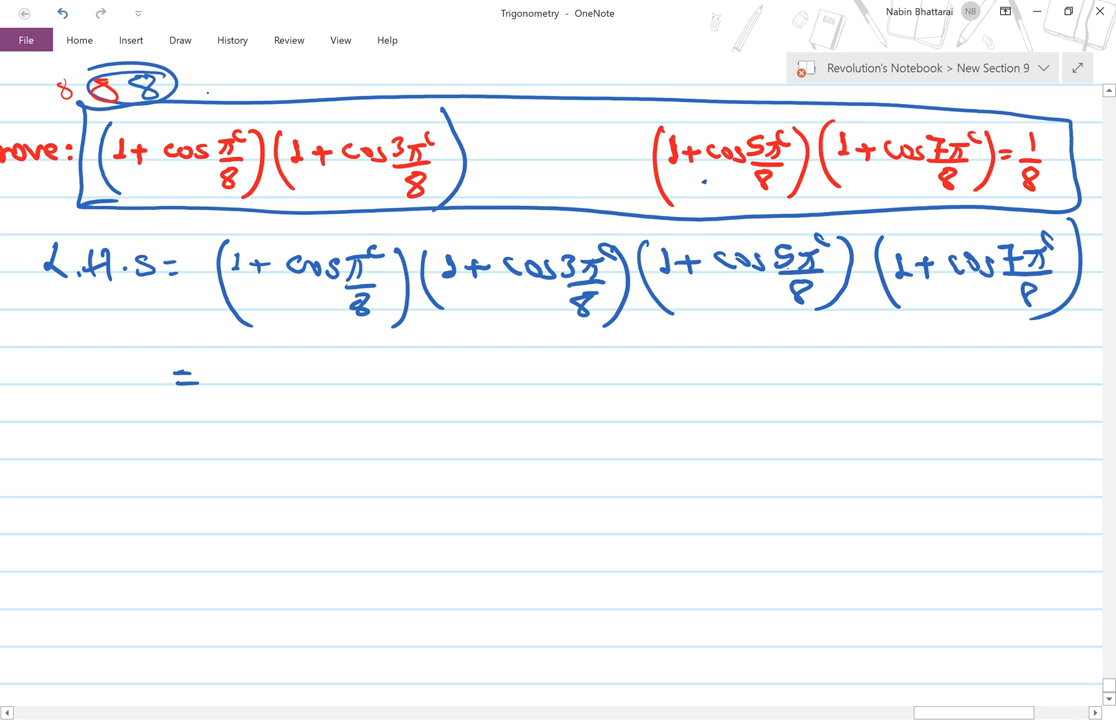 Trigonometry - OneNote
Nabin Bhattarai NB
File Home Insert Draw History Review View Help
Revolution's Notebook > New Section 9
8 8 8
rove: (1 + cos π^c/8)(1 + cos 3π^c/8) (1 + cos 5π^c/8)(1 + cos 7π^c/8) = 1/8
L.H.S = (1 + cos π^c/8)(1 + cos 3π^c/8)(1 + cos 5π^c/8)(1 + cos 7π^c/8)
=